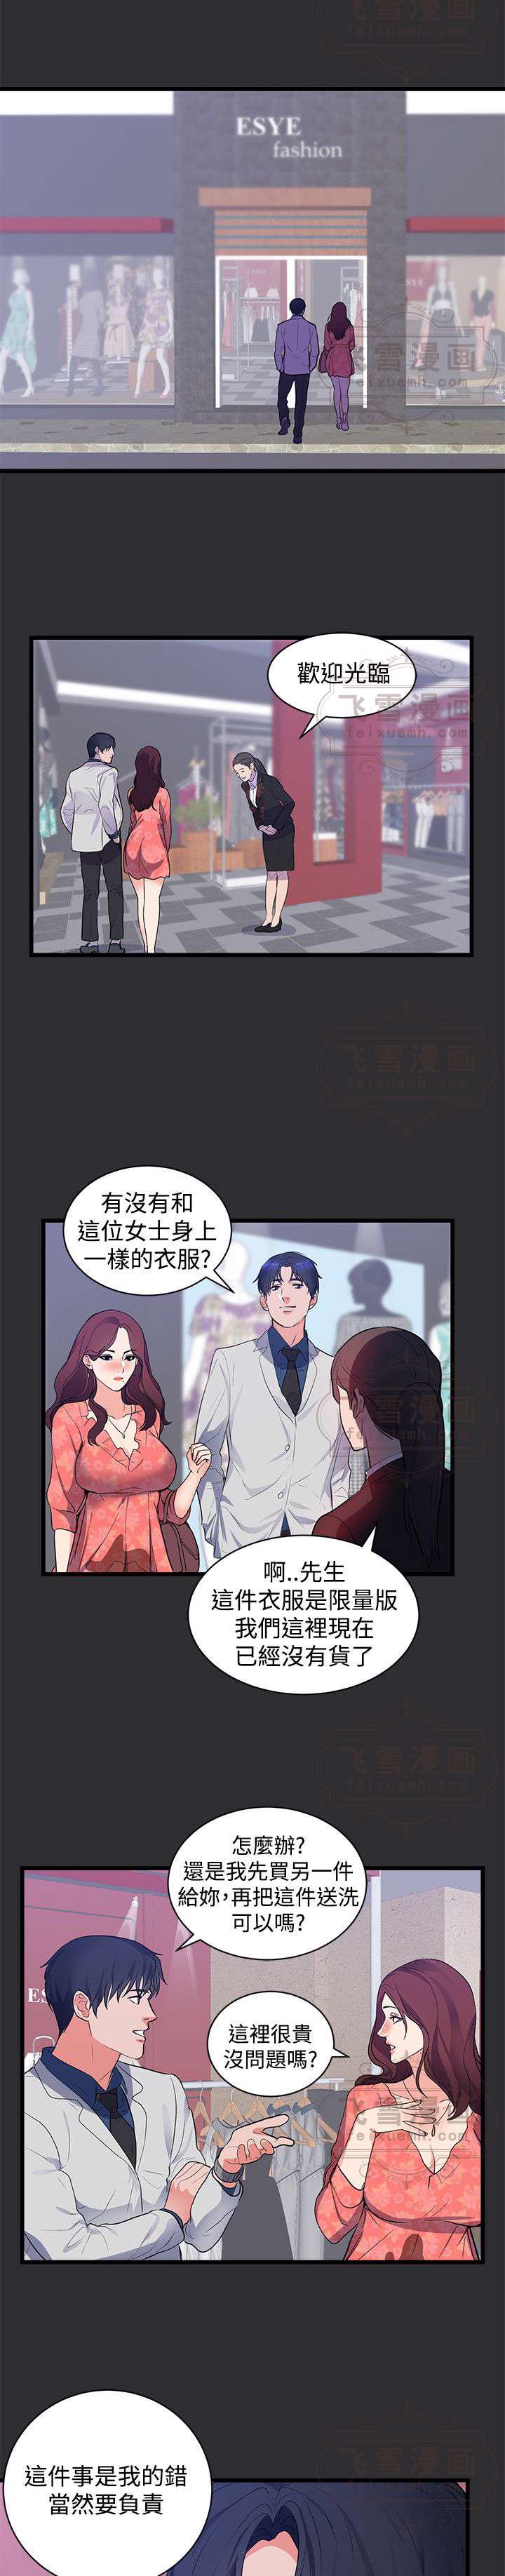 飞雪漫画
feixuemh.com
ESYE
fashion
ESYE
飞雪漫画
feixuemh.com
歡迎光臨
飞雪漫画
feixuemh.com
飞雪漫画
feixuemh.com
有沒有和
這位女士身上
一樣的衣服?
啊..先生
這件衣服是限量版
我們這裡現在
已經沒有貨了
飞雪漫画
feixuemh.com
怎麼辦?
還是我先買另一件
給妳,再把這件送洗
可以嗎?
ES
這裡很貴
沒問題嗎?
飞雪漫画
feixuemh.com
這件事是我的錯
當然要負責
飞雪漫画
feixuemh.com